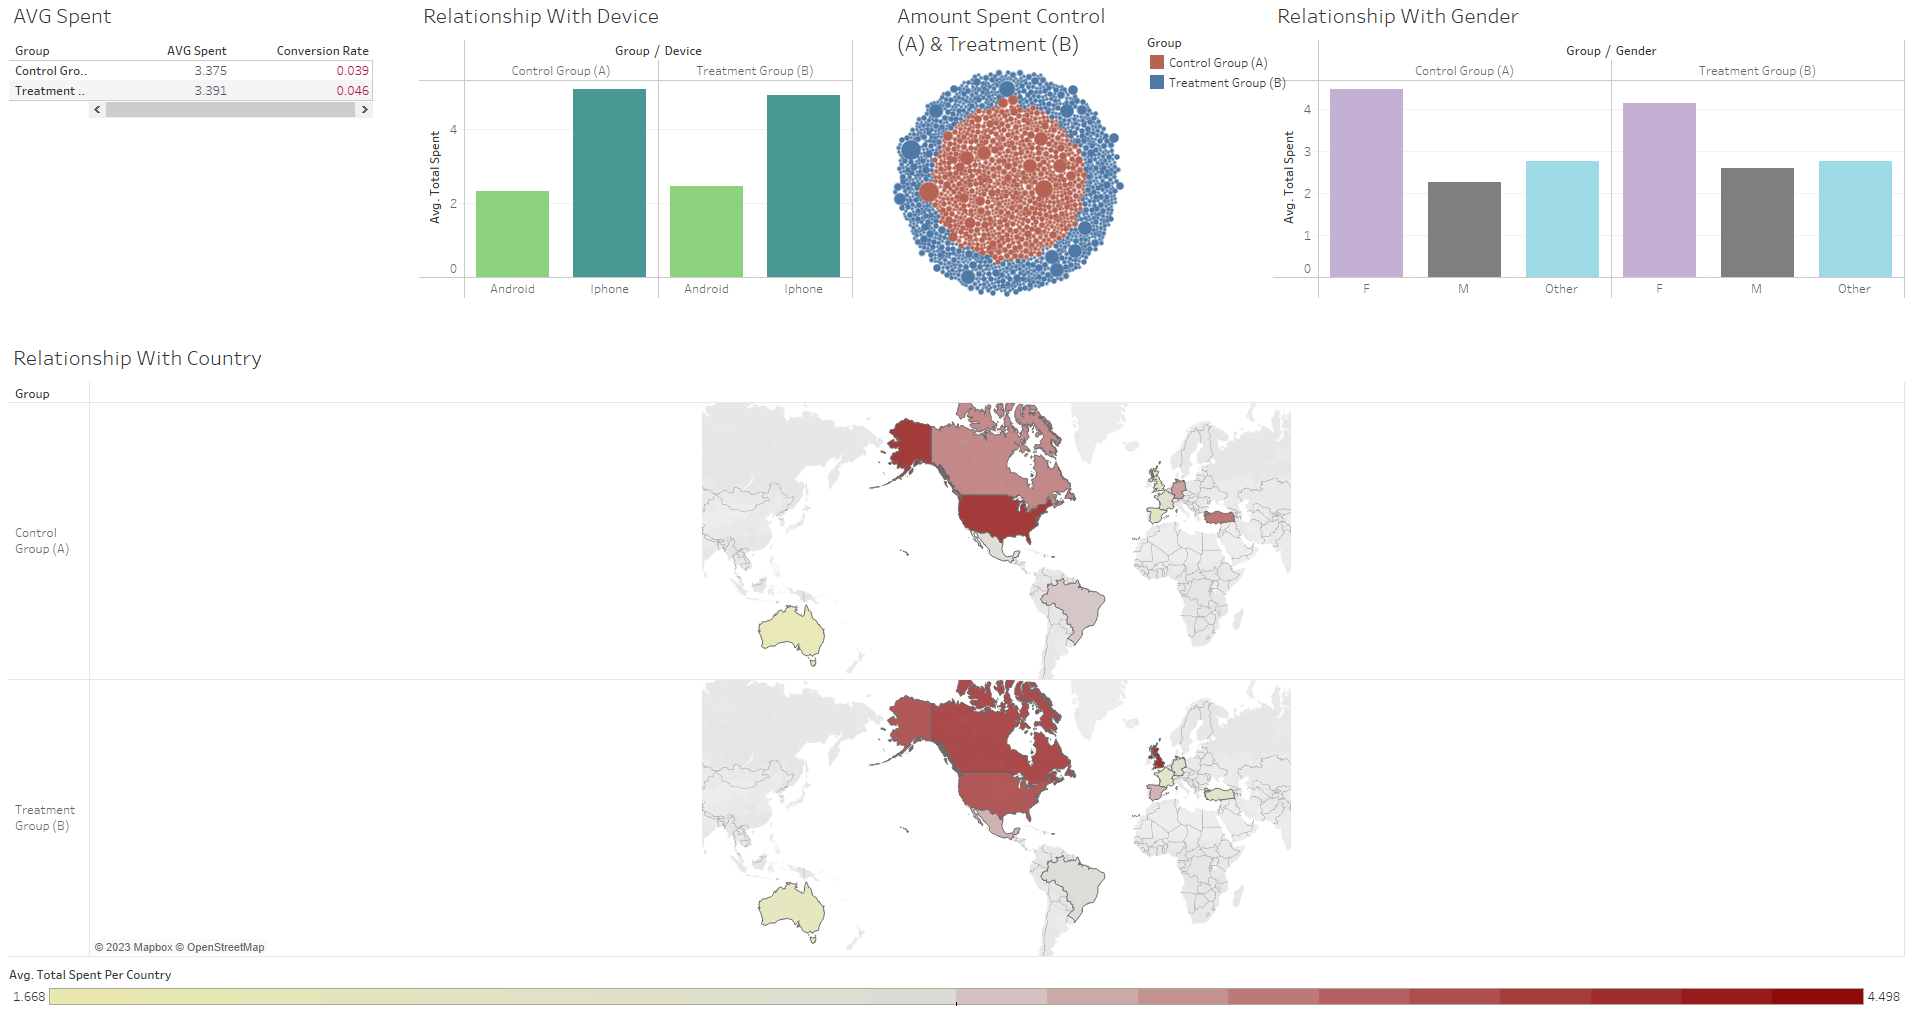 AVG Spent
Group AVG Spent Conversion Rate
Control Gro.. 3.375 0.039
Treatment .. 3.391 0.046
Relationship With Device
Group / Device
Control Group (A) Treatment Group (B)
Avg. Total Spent
4
2
0
Android Iphone Android Iphone
Amount Spent Control
(A) & Treatment (B)
Group
Control Group (A)
Treatment Group (B)
Relationship With Gender
Group / Gender
Control Group (A) Treatment Group (B)
Avg. Total Spent
4
3
2
1
0
F M Other F M Other
Relationship With Country
Group
Control
Group (A)
Treatment
Group (B)
© 2023 Mapbox © OpenStreetMap
Avg. Total Spent Per Country
1.668 4.498